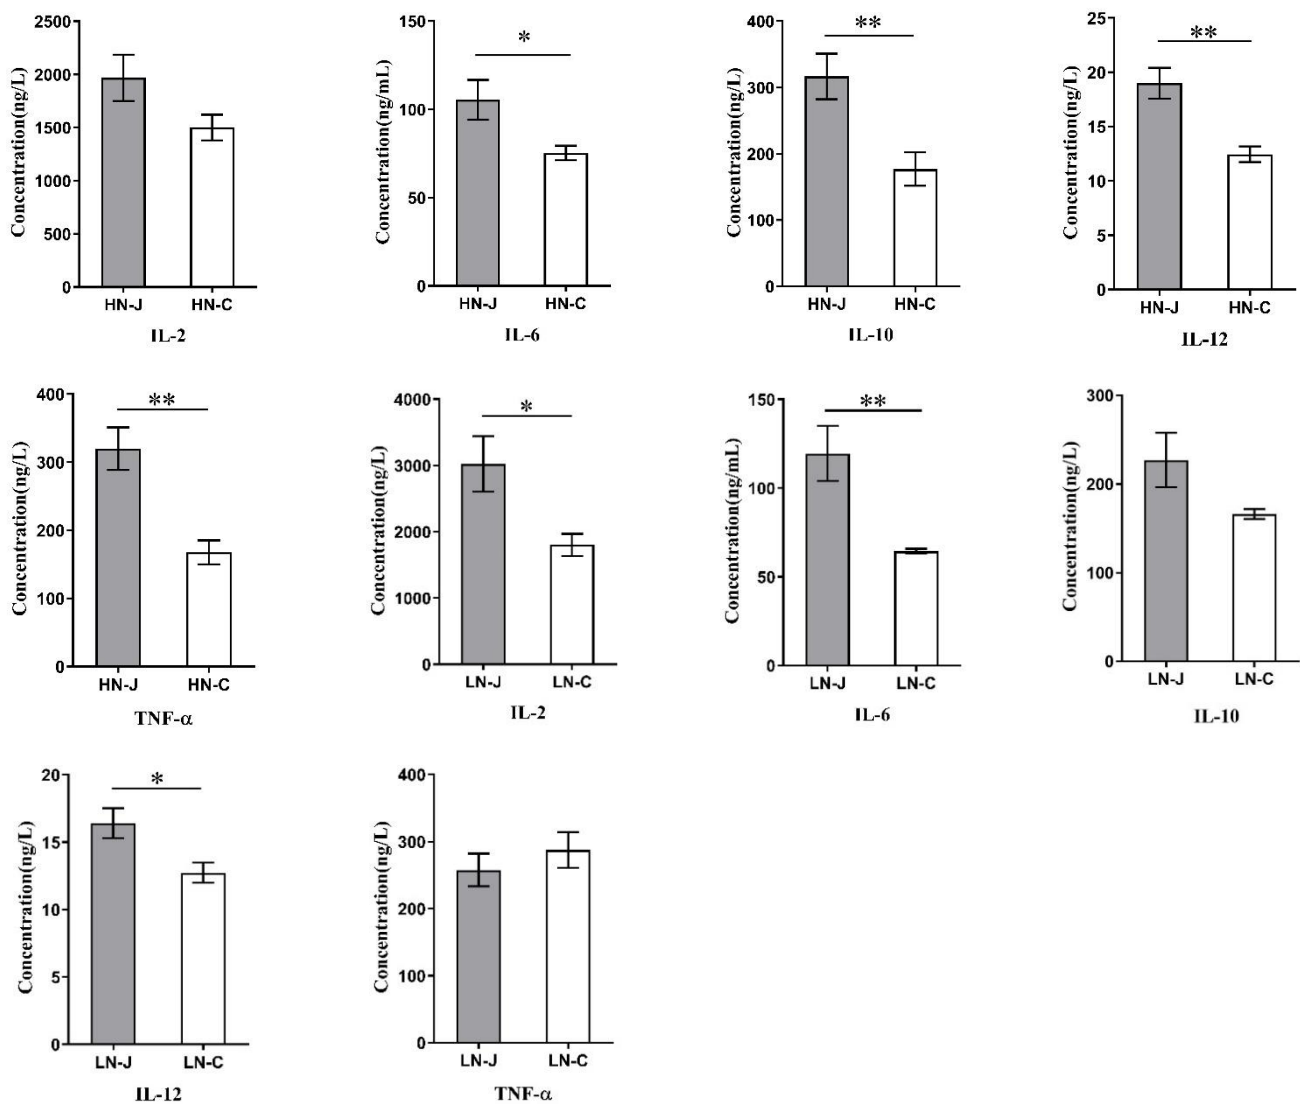 Concentration(ng/L)
2500
2000
1500
1000
500
0
HN-J HN-C
IL-2
Concentration(ng/mL)
150
100
50
0
*
HN-J HN-C
IL-6
Concentration(ng/L)
400
300
200
100
0
**
HN-J HN-C
IL-10
Concentration(ng/L)
25
20
15
10
5
0
**
HN-J HN-C
IL-12
Concentration(ng/L)
400
300
200
100
0
**
HN-J HN-C
TNF-α
Concentration(ng/L)
4000
3000
2000
1000
0
*
LN-J LN-C
IL-2
Concentration(ng/mL)
150
100
50
0
**
LN-J LN-C
IL-6
Concentration(ng/L)
300
200
100
0
LN-J LN-C
IL-10
Concentration(ng/L)
20
15
10
5
0
*
LN-J LN-C
IL-12
Concentration(ng/L)
400
300
200
100
0
LN-J LN-C
TNF-α